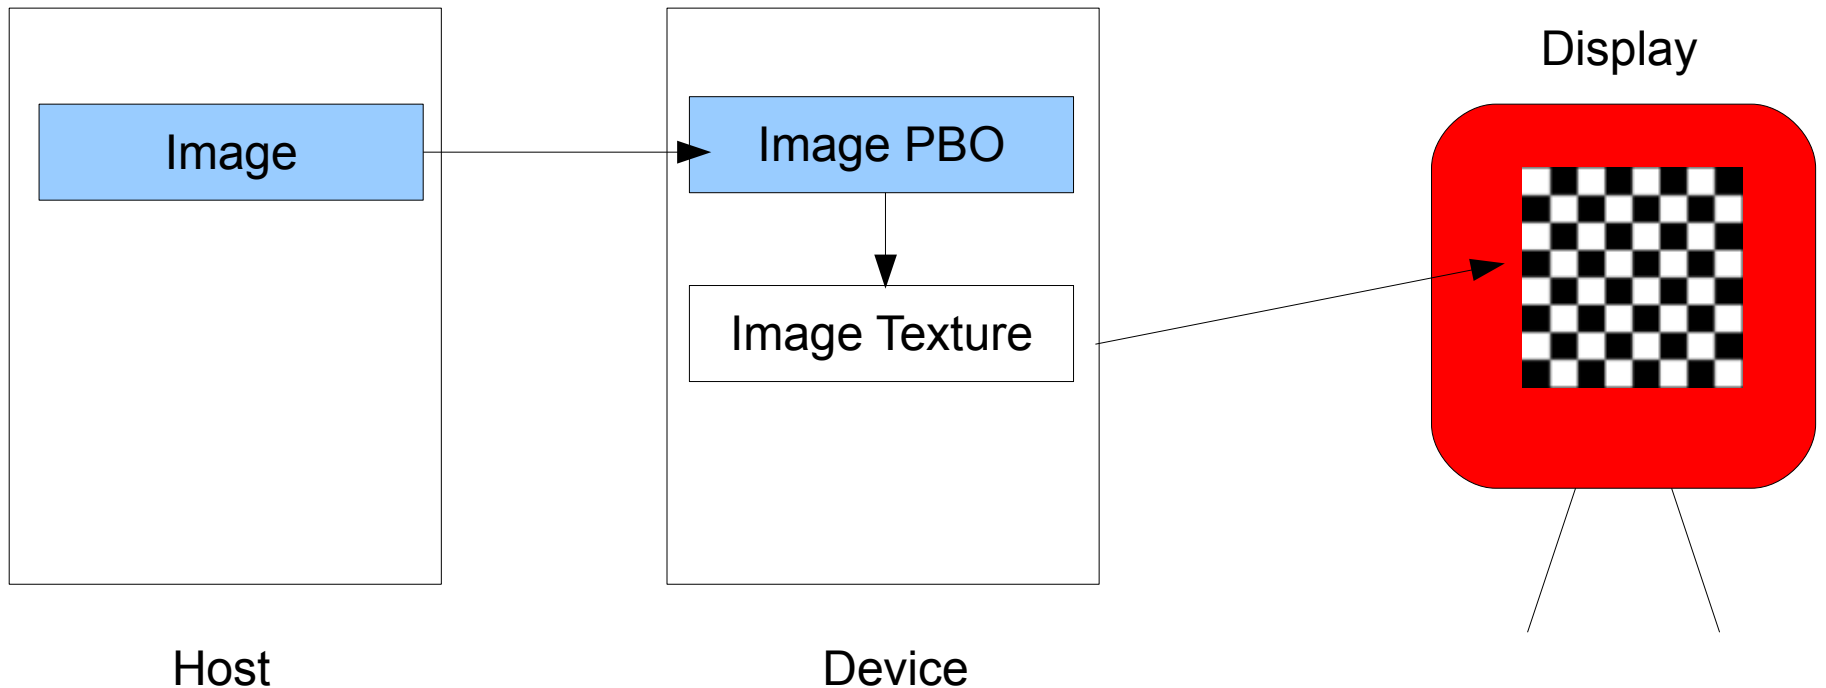 Display
Image
Image PBO
Image Texture
Host
Device